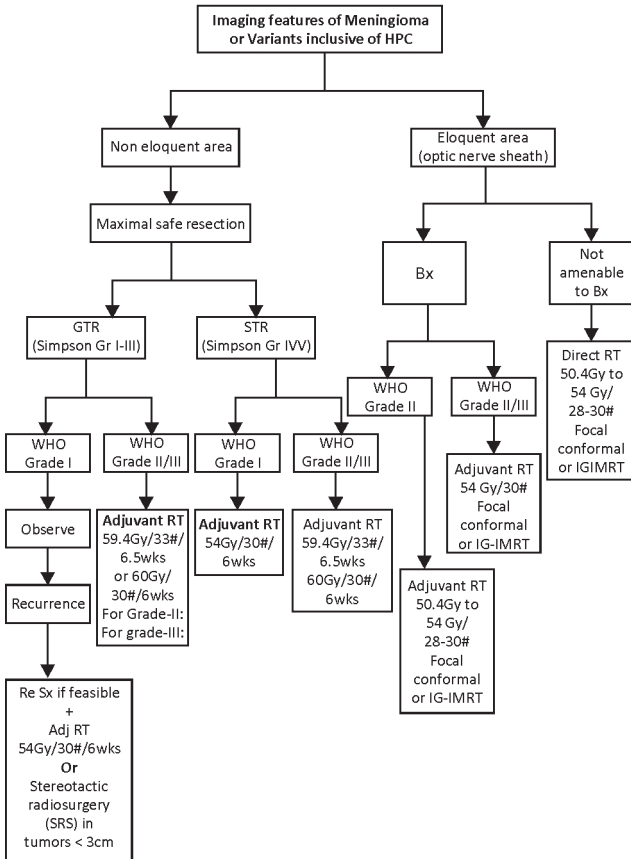 Imaging features of Meningioma
or Variants inclusive of HPC
Non eloquent area
Eloquent area
(optic nerve sheath)
Maximal safe resection
Bx
Not
amenable
to Bx
GTR
(Simpson Gr I-III)
STR
(Simpson Gr IVV)
Direct RT
50.4Gy to
54 Gy/
28-30#
Focal
conformal
or IGIMRT
WHO
Grade II
WHO
Grade II/III
WHO
Grade I
WHO
Grade II/III
WHO
Grade I
WHO
Grade II/III
Adjuvant RT
54 Gy/30#
Focal
conformal
or IG-IMRT
Observe
Adjuvant RT
59.4Gy/33#/
6.5wks
or 60Gy/
30#/6wks
For Grade-II:
For grade-III:
Adjuvant RT
54Gy/30#/
6wks
Adjuvant RT
59.4Gy/33#/
6.5wks
60Gy/30#/
6wks
Adjuvant RT
50.4Gy to
54 Gy/
28-30#
Focal
conformal
or IG-IMRT
Recurrence
Re Sx if feasible
+
Adj RT
54Gy/30#/6wks
Or
Stereotactic
radiosurgery
(SRS) in
tumors < 3cm